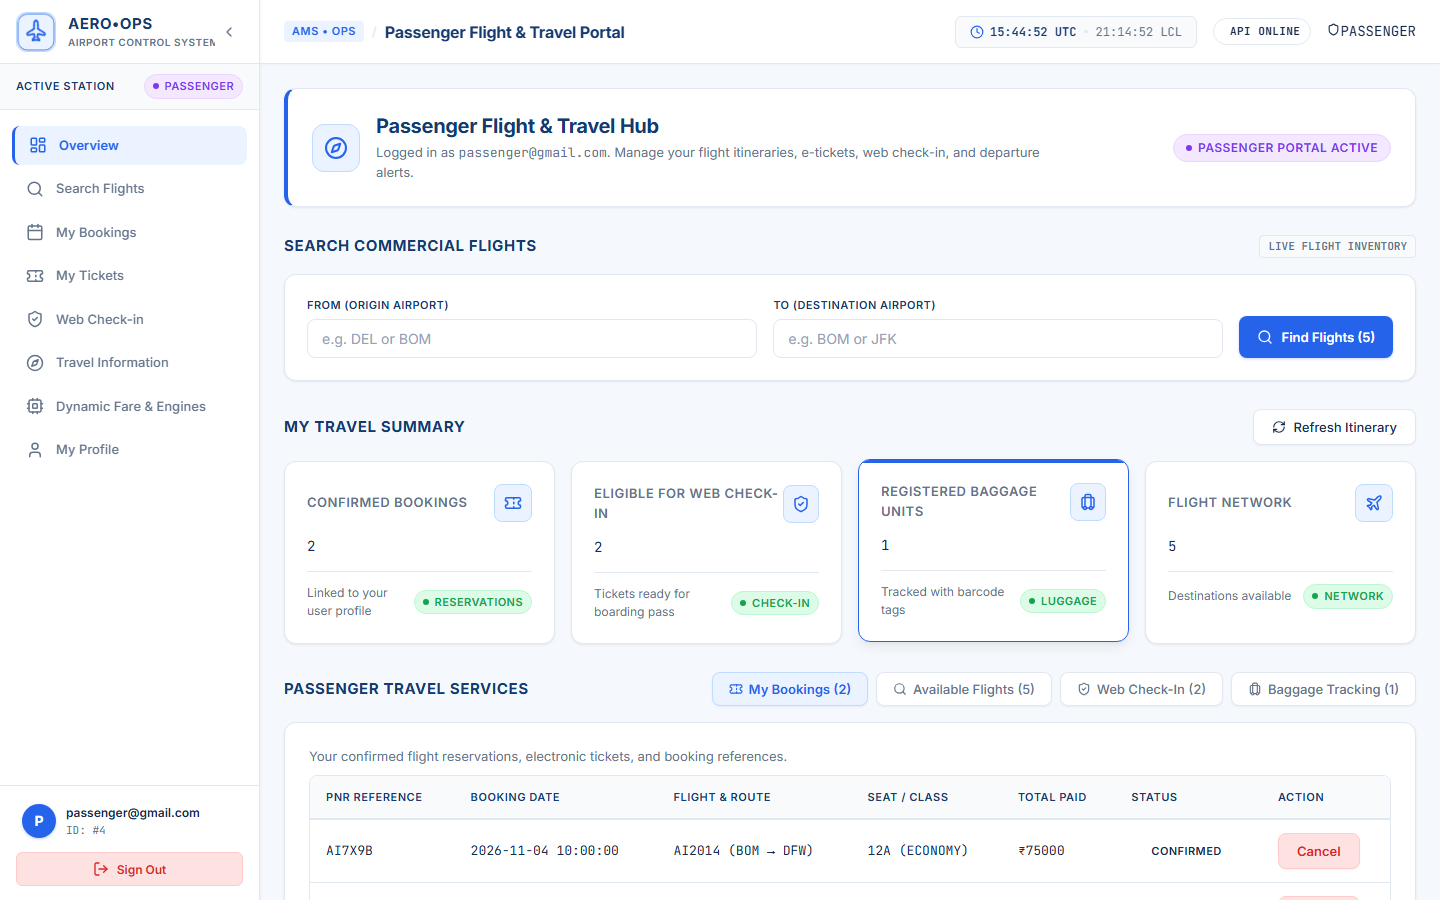 AERO•OPS
AIRPORT CONTROL SYSTEM
ACTIVE STATION
PASSENGER
Overview
Search Flights
My Bookings
My Tickets
Web Check-in
Travel Information
Dynamic Fare & Engines
My Profile
P
passenger@gmail.com
ID: #4
Sign Out
AMS • OPS / Passenger Flight & Travel Portal
15:44:52 UTC • 21:14:52 LCL
API ONLINE
PASSENGER
Passenger Flight & Travel Hub
Logged in as passenger@gmail.com. Manage your flight itineraries, e-tickets, web check-in, and departure
alerts.
PASSENGER PORTAL ACTIVE
SEARCH COMMERCIAL FLIGHTS
LIVE FLIGHT INVENTORY
FROM (ORIGIN AIRPORT)
e.g. DEL or BOM
TO (DESTINATION AIRPORT)
e.g. BOM or JFK
Find Flights (5)
MY TRAVEL SUMMARY
Refresh Itinerary
CONFIRMED BOOKINGS
2
Linked to your
user profile
RESERVATIONS
ELIGIBLE FOR WEB CHECK-
IN
2
Tickets ready for
boarding pass
CHECK-IN
REGISTERED BAGGAGE
UNITS
1
Tracked with barcode
tags
LUGGAGE
FLIGHT NETWORK
5
Destinations available
NETWORK
PASSENGER TRAVEL SERVICES
My Bookings (2)
Available Flights (5)
Web Check-In (2)
Baggage Tracking (1)
Your confirmed flight reservations, electronic tickets, and booking references.
PNR REFERENCE BOOKING DATE FLIGHT & ROUTE SEAT / CLASS TOTAL PAID STATUS ACTION
AI7X9B 2026-11-04 10:00:00 AI2014 (BOM → DFW) 12A (ECONOMY) ₹75000 CONFIRMED Cancel